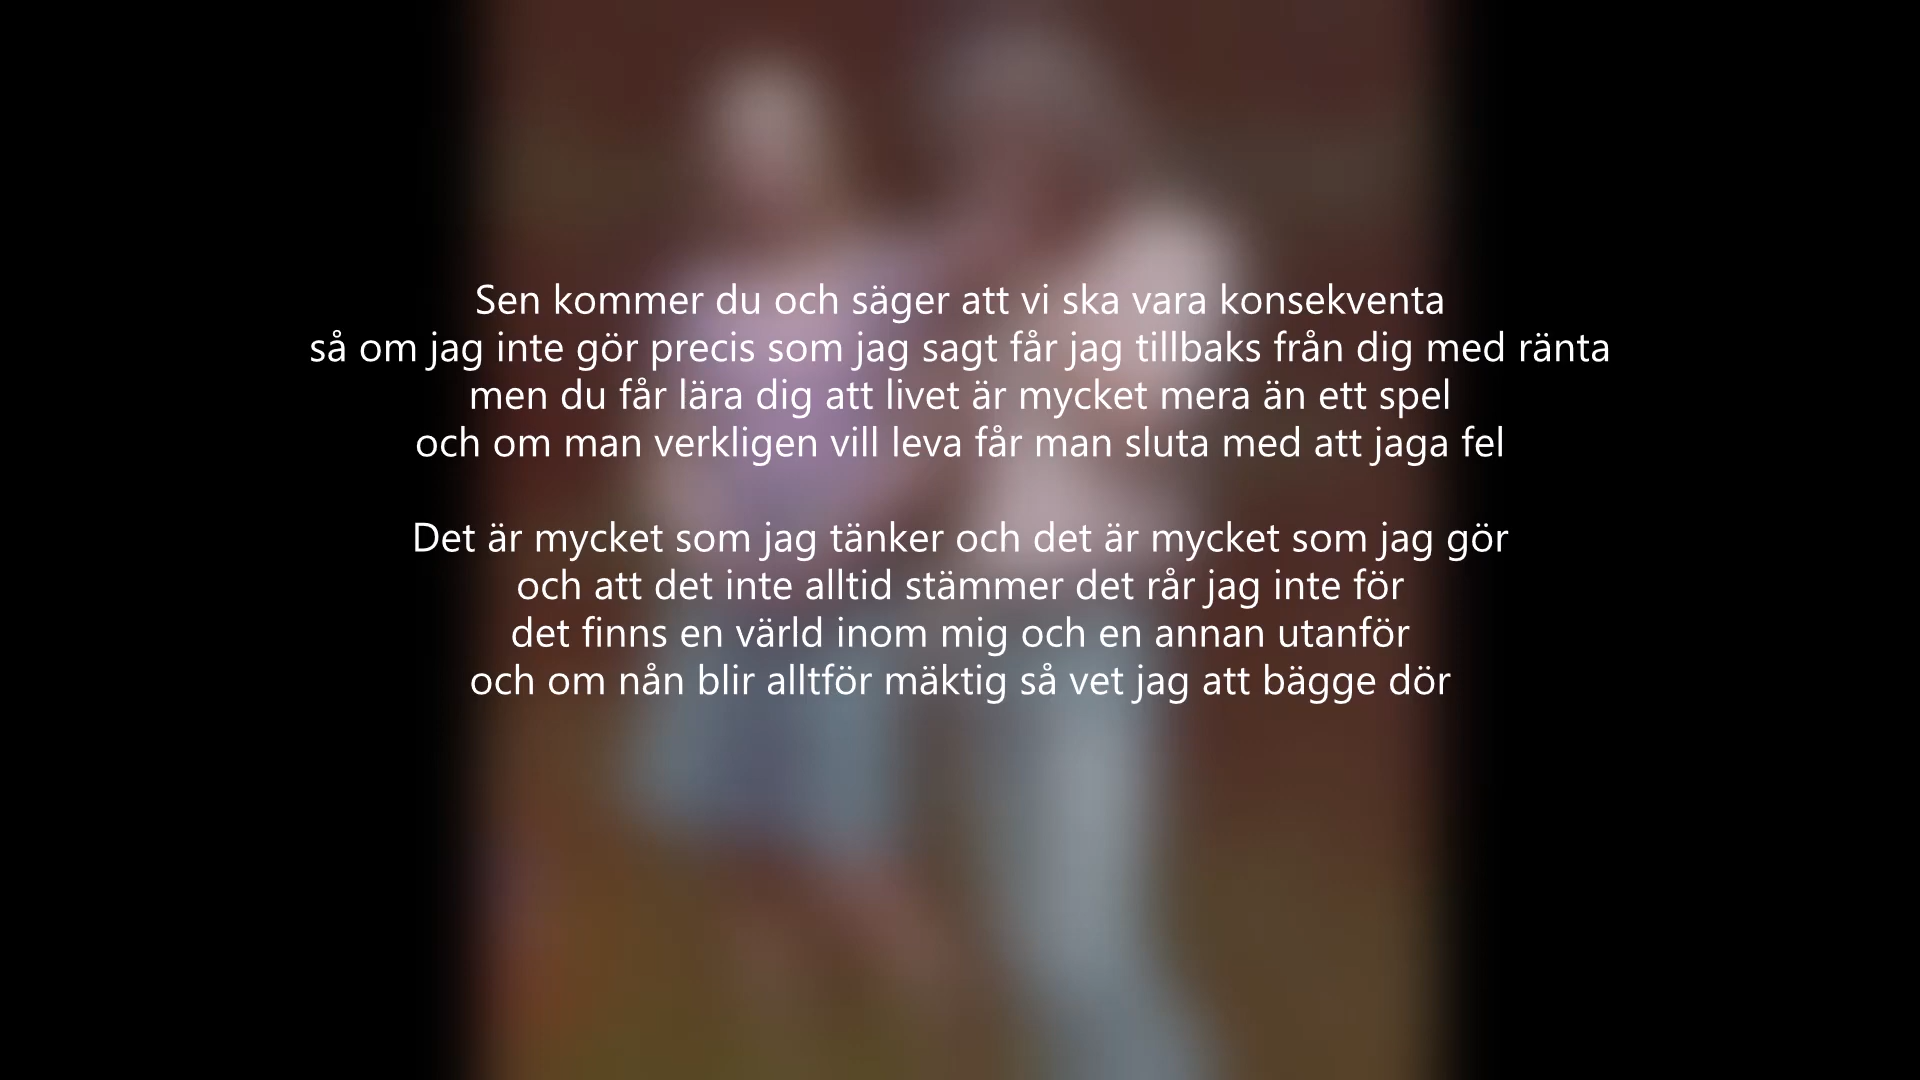 Sen kommer du och säger att vi ska vara konsekventa
så om jag inte gör precis som jag sagt får jag tillbaks från dig med ränta
men du får lära dig att livet är mycket mera än ett spel
och om man verkligen vill leva får man sluta med att jaga fel
Det är mycket som jag tänker och det är mycket som jag gör
och att det inte alltid stämmer det rår jag inte för
det finns en värld inom mig och en annan utanför
och om nån blir alltför mäktig så vet jag att bägge dör